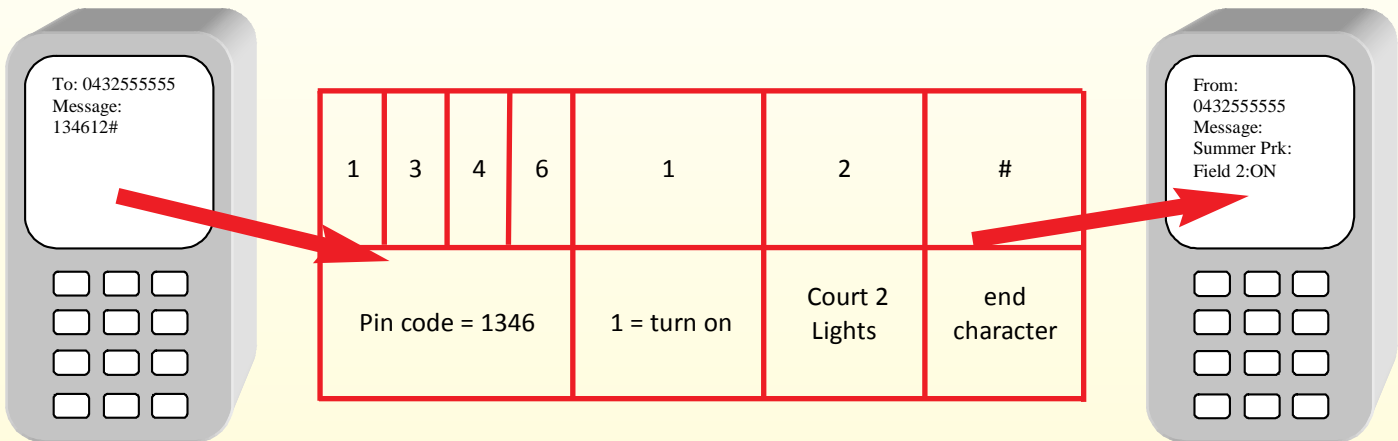 To: 0432555555
Message:
134612#
1 3 4 6 1 2 #
Pin code = 1346
1 = turn on
Court 2
Lights
end
character
From:
0432555555
Message:
Summer Prk:
Field 2:ON